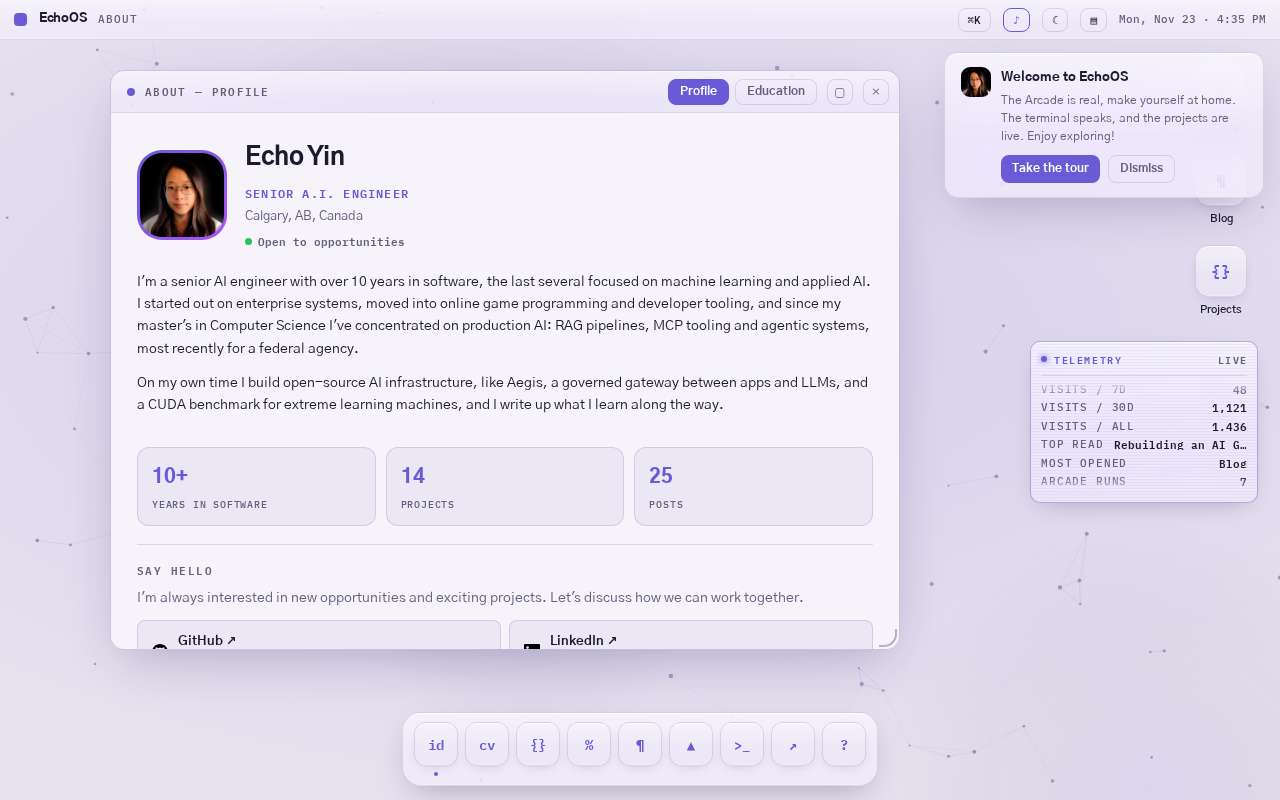 EchoOS ABOUT
⌘K ♪ ☾ ▤ Mon, Nov 23 · 4:35 PM
ABOUT — PROFILE
Profile Education ▢ ×
Echo Yin
SENIOR A.I. ENGINEER
Calgary, AB, Canada
Open to opportunities
I’m a senior AI engineer with over 10 years in software, the last several focused on machine learning and applied AI.
I started out on enterprise systems, moved into online game programming and developer tooling, and since my
master’s in Computer Science I’ve concentrated on production AI: RAG pipelines, MCP tooling and agentic systems,
most recently for a federal agency.
On my own time I build open-source AI infrastructure, like Aegis, a governed gateway between apps and LLMs, and
a CUDA benchmark for extreme learning machines, and I write up what I learn along the way.
10+
YEARS IN SOFTWARE
14
PROJECTS
25
POSTS
SAY HELLO
I’m always interested in new opportunities and exciting projects. Let’s discuss how we can work together.
GitHub ↗
LinkedIn ↗
Welcome to EchoOS
The Arcade is real, make yourself at home.
The terminal speaks, and the projects are
live. Enjoy exploring!
Take the tour Dismiss
¶
Blog
{}
Projects
TELEMETRY LIVE
VISITS / 7D 48
VISITS / 30D 1,121
VISITS / ALL 1,436
TOP READ Rebuilding an AI G…
MOST OPENED Blog
ARCADE RUNS 7
id cv {} % ¶ ▲ >_ ↗ ?